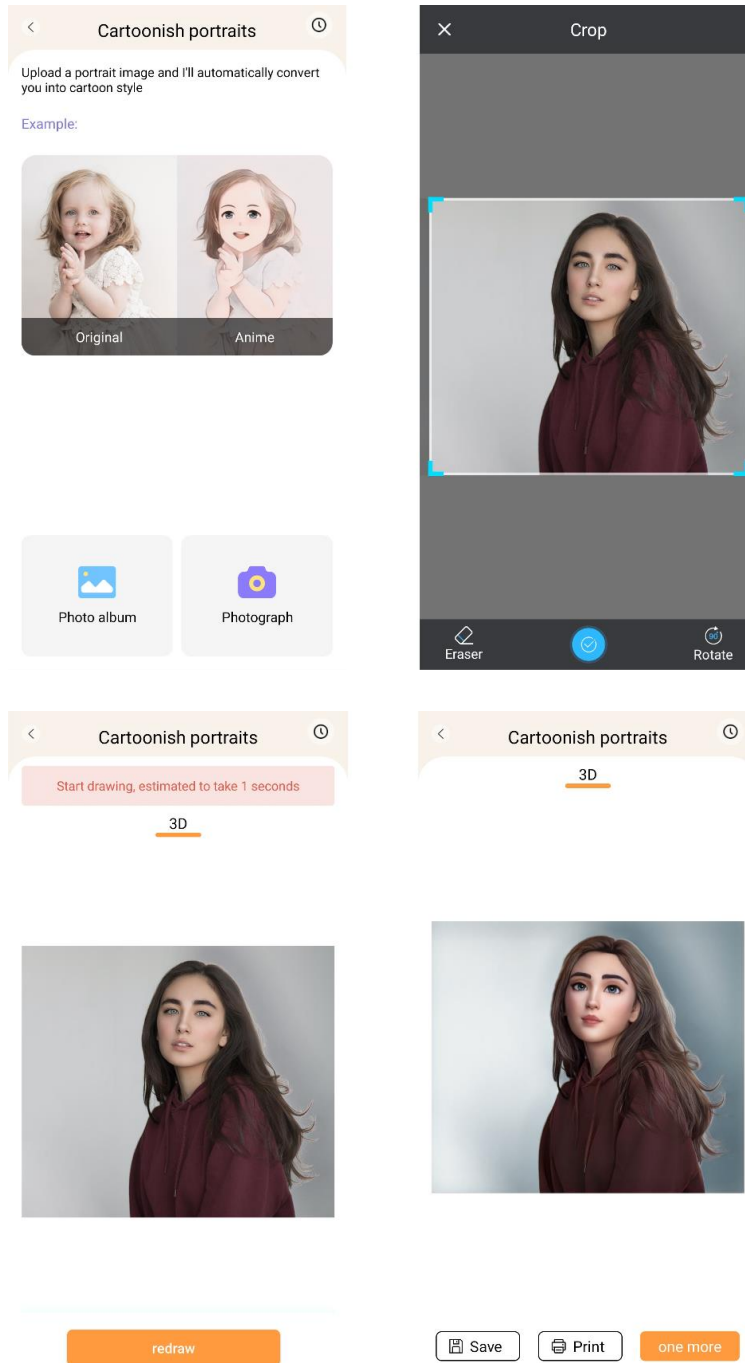 Cartoonish portraits
Upload a portrait image and I'll automatically convert
you into cartoon style
Example:
Original
Anime
Photo album
Photograph
Crop
Eraser
90
Rotate
Cartoonish portraits
Start drawing, estimated to take 1 seconds
3D
redraw
Cartoonish portraits
3D
Save
Print
one more